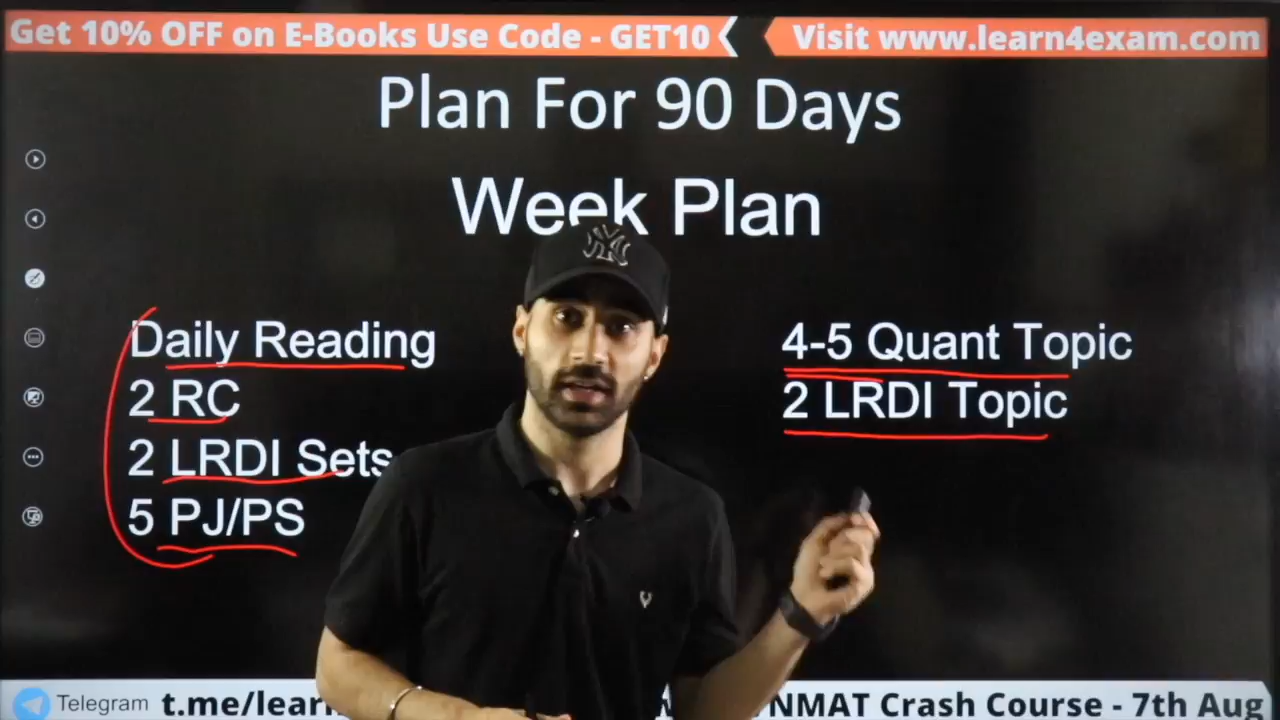 Get 10% OFF on E-Books Use Code - GET10
Visit www.learn4exam.com
Plan For 90 Days
Week Plan
Daily Reading
2 RC
2 LRDI Sets
5 PJ/PS
4-5 Quant Topic
2 LRDI Topic
NY
Telegram
NMAT Crash Course - 7th Aug